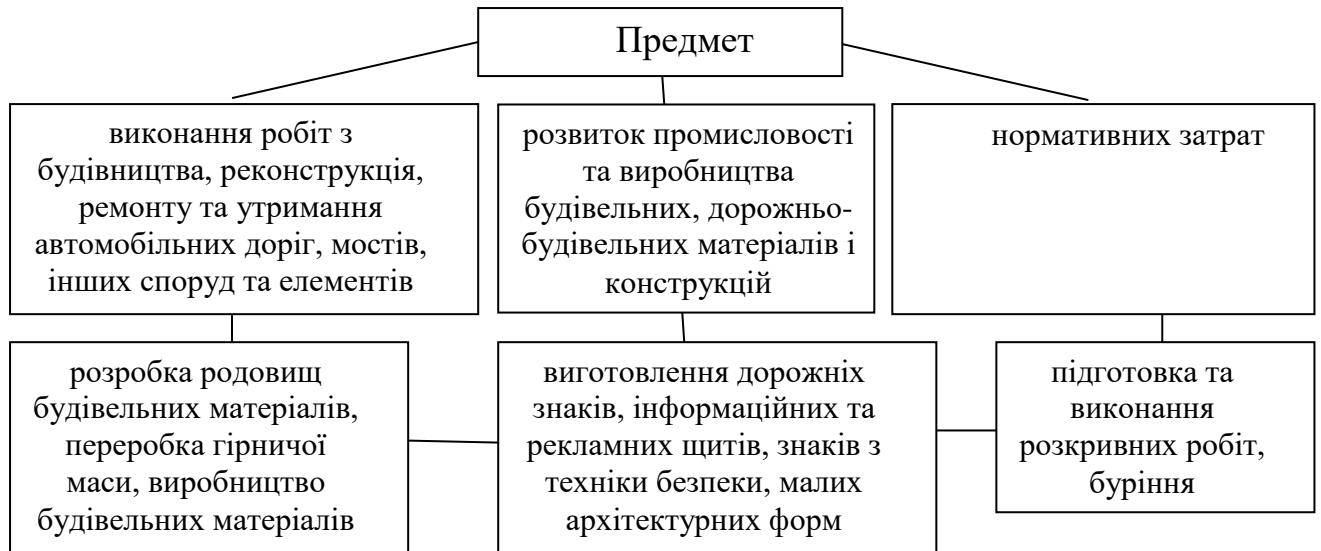 Предмет
виконання робіт з
будівництва, реконструкція,
ремонту та утримання
автомобільних доріг, мостів,
інших споруд та елементів
розвиток промисловості
та виробництва
будівельних, дорожньо-
будівельних матеріалів і
конструкцій
нормативних затрат
розробка родовищ
будівельних матеріалів,
переробка гірничої
маси, виробництво
будівельних матеріалів
виготовлення дорожніх
знаків, інформаційних та
рекламних щитів, знаків з
техніки безпеки, малих
архітектурних форм
підготовка та
виконання
розкривних робіт,
буріння